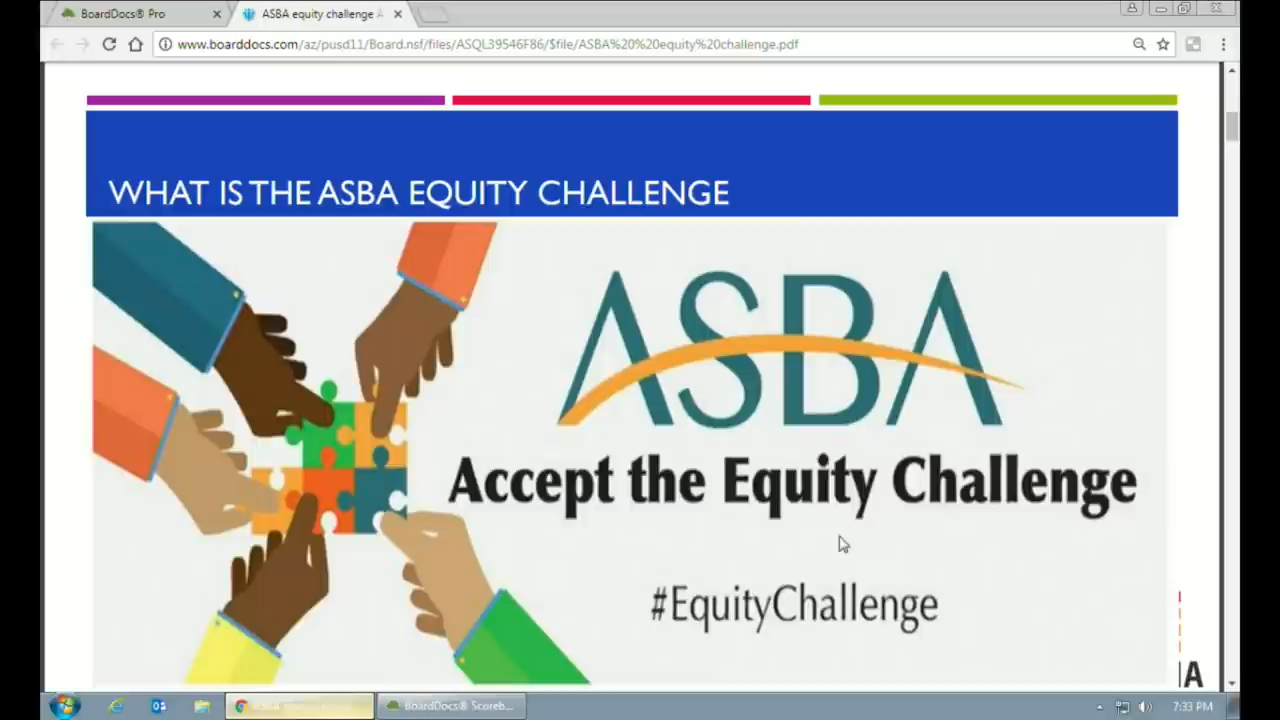 BoardDocs® Pro
ASBA equity challenge A
www.boarddocs.com/az/pusd11/Board.nsf/files/ASQL39546F86/$file/ASBA%20%20equity%20challenge.pdf
WHAT IS THE ASBA EQUITY CHALLENGE
ASBA
Accept the Equity Challenge
#EquityChallenge
A
BoardDocs® Scoreb...
7:33 PM